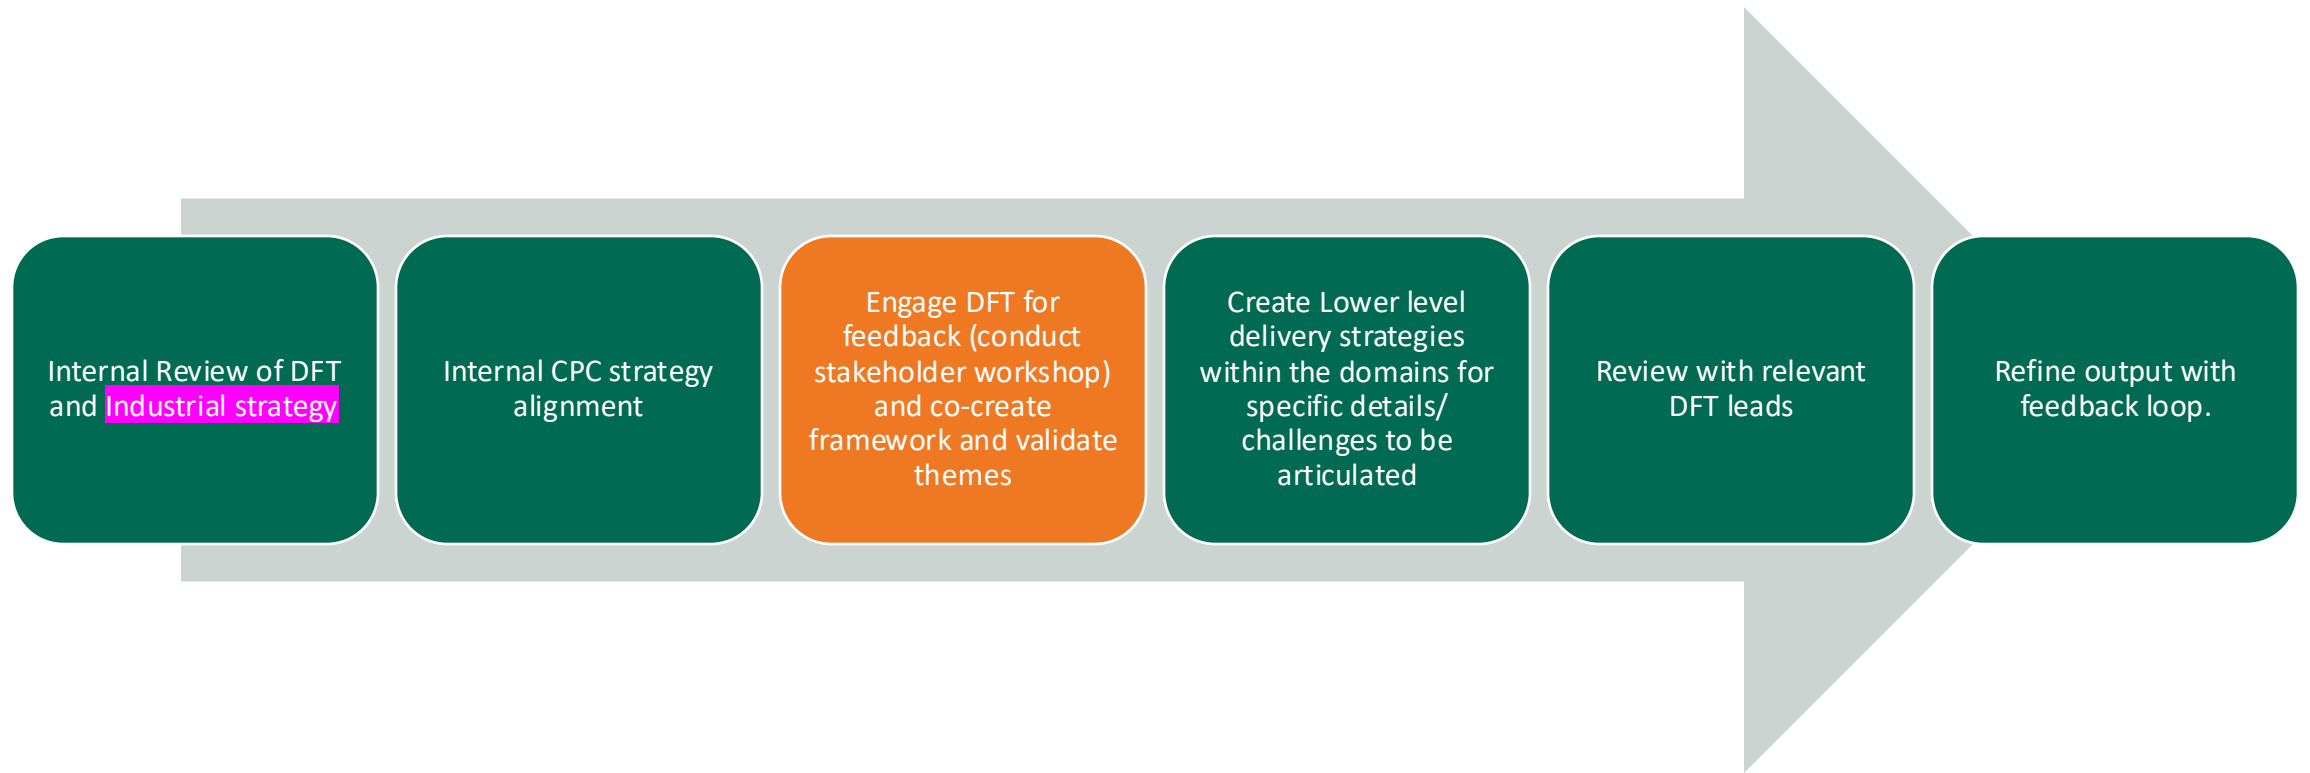 Internal Review of DFT
and Industrial strategy
Internal CPC strategy
alignment
Engage DFT for
feedback (conduct
stakeholder workshop)
and co-create
framework and validate
themes
Create Lower level
delivery strategies
within the domains for
specific details/
challenges to be
articulated
Review with relevant
DFT leads
Refine output with
feedback loop.